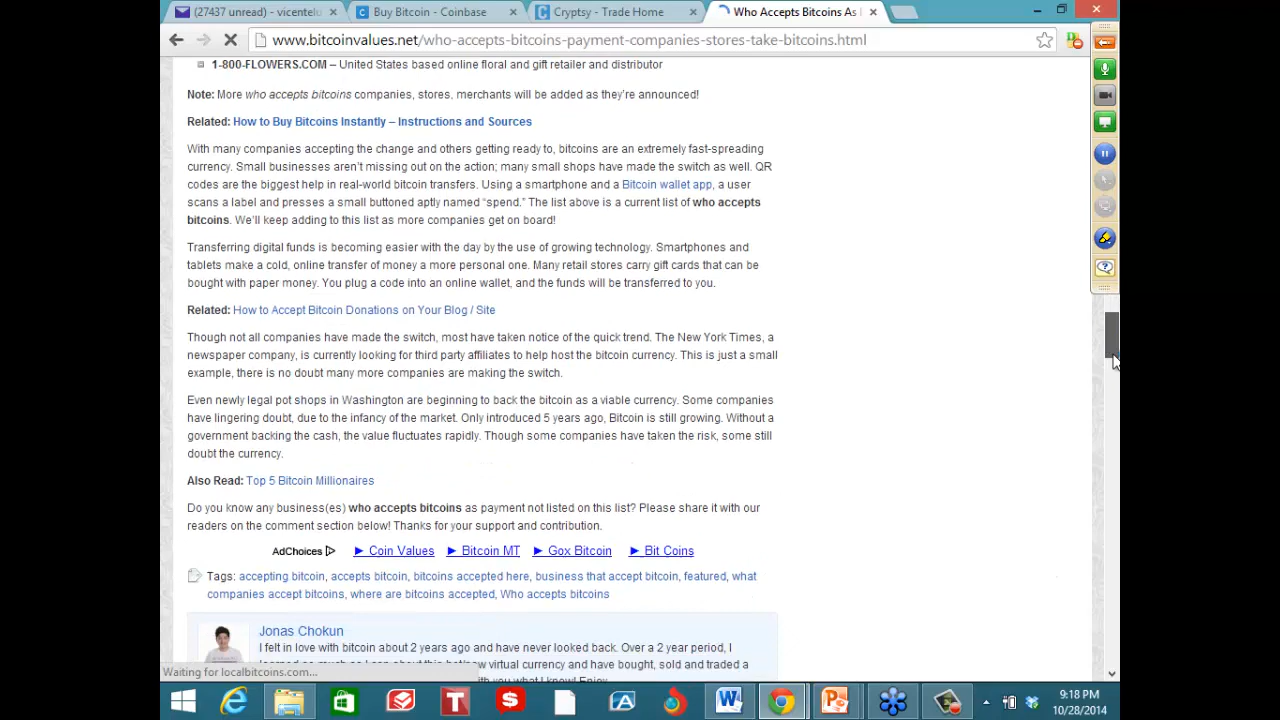 (27437 unread) - vicentelu
Buy Bitcoin - Coinbase
Cryptsy - Trade Home
Who Accepts Bitcoins As
/who-accepts-bitcoins-payment-companies-stores-take-bitcoins.html
1-800-FLOWERS.COM – United States based online floral and gift retailer and distributor
Note: More who accepts bitcoins companies, stores, merchants will be added as they're announced!
Related: How to Buy Bitcoins Instantly – Instructions and Sources
With many companies accepting the change and others getting ready to, bitcoins are an extremely fast-spreading
currency. Small businesses aren't missing out on the action; many small shops have made the switch as well. QR
codes are the biggest help in real-world bitcoin transfers. Using a smartphone and a Bitcoin wallet app, a user
scans a label and presses a small buttoned aptly named “spend.” The list above is a current list of who accepts
bitcoins. We'll keep adding to this list as more companies get on board!
Transferring digital funds is becoming easier with the day by the use of growing technology. Smartphones and
tablets make a cold, online transfer of money a more personal one. Many retail stores carry gift cards that can be
bought with paper money. You plug a code into an online wallet, and the funds will be transferred to you.
Related: How to Accept Bitcoin Donations on Your Blog / Site
Though not all companies have made the switch, most have taken notice of the quick trend. The New York Times, a
newspaper company, is currently looking for third party affiliates to help host the bitcoin currency. This is just a small
example, there is no doubt many more companies are making the switch.
Even newly legal pot shops in Washington are beginning to back the bitcoin as a viable currency. Some companies
have lingering doubt, due to the infancy of the market. Only introduced 5 years ago, Bitcoin is still growing. Without a
government backing the cash, the value fluctuates rapidly. Though some companies have taken the risk, some still
doubt the currency.
Also Read: Top 5 Bitcoin Millionaires
Do you know any business(es) who accepts bitcoins as payment not listed on this list? Please share it with our
readers on the comment section below! Thanks for your support and contribution.
AdChoices ► Coin Values ► Bitcoin MT ► Gox Bitcoin ► Bit Coins
Tags: accepting bitcoin, accepts bitcoin, bitcoins accepted here, business that accept bitcoin, featured, what
companies accept bitcoins, where are bitcoins accepted, Who accepts bitcoins
Jonas Chokun
I felt in love with bitcoin about 2 years ago and have never looked back. Over a 2 year period, I
virtual currency and have bought, sold and traded a
Waiting for localbitcoins.com...
9:18 PM
10/28/2014